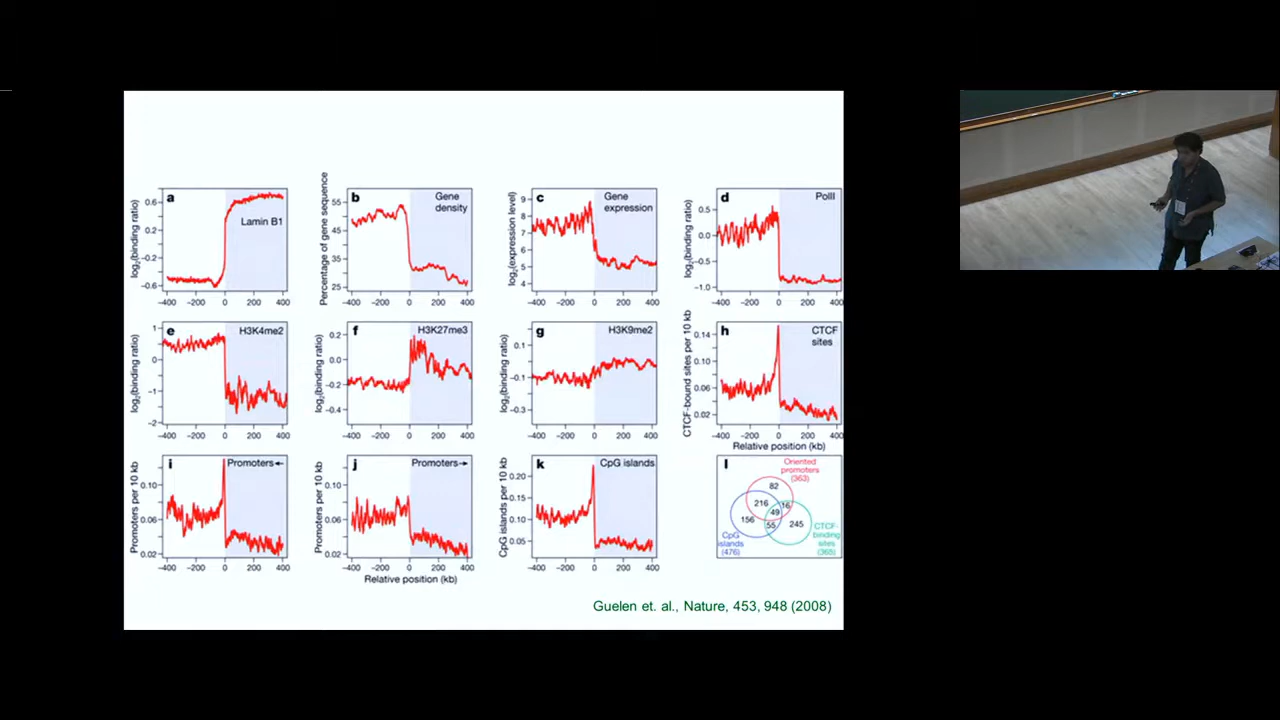 a
Lamin B1
log2(binding ratio)
0.6
0.2
−0.2
−0.6
−400 −200 0 200 400
b
Gene
density
Percentage of gene sequence
55
45
35
25
−400 −200 0 200 400
c
Gene
expression
log2(expression level)
9
8
7
6
5
4
−400 −200 0 200 400
d
PolII
log2(binding ratio)
0.5
0.0
−0.5
−1.0
−400 −200 0 200 400
e
H3K4me2
log2(binding ratio)
1
0
−1
−2
−400 −200 0 200 400
f
H3K27me3
log2(binding ratio)
0.2
0.0
−0.2
−0.4
−400 −200 0 200 400
g
H3K9me2
log2(binding ratio)
0.1
−0.1
−0.3
−400 −200 0 200 400
h
CTCF
sites
CTCF-bound sites per 10 kb
0.14
0.10
0.06
0.02
−400 −200 0 200 400
Relative position (kb)
i
Promoters←
Promoters per 10 kb
0.10
0.06
0.02
−400 −200 0 200 400
j
Promoters→
Promoters per 10 kb
0.10
0.06
0.02
−400 −200 0 200 400
Relative position (kb)
k
CpG islands
CpG islands per 10 kb
0.20
0.15
0.10
0.05
−400 −200 0 200 400
l
Oriented
promoters
(363)
82
216
16
49
156
55
245
CpG
islands
(476)
CTCF-
binding
sites
(365)
Guelen et. al., Nature, 453, 948 (2008)